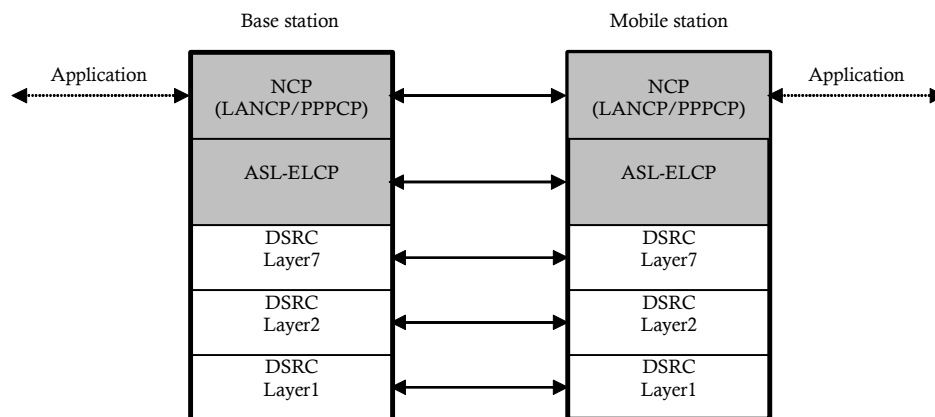 Base station
Mobile station
Application
Application
NCP
(LANCP/PPPCP)
NCP
(LANCP/PPPCP)
ASL-ELCP
ASL-ELCP
DSRC
Layer7
DSRC
Layer7
DSRC
Layer2
DSRC
Layer2
DSRC
Layer1
DSRC
Layer1